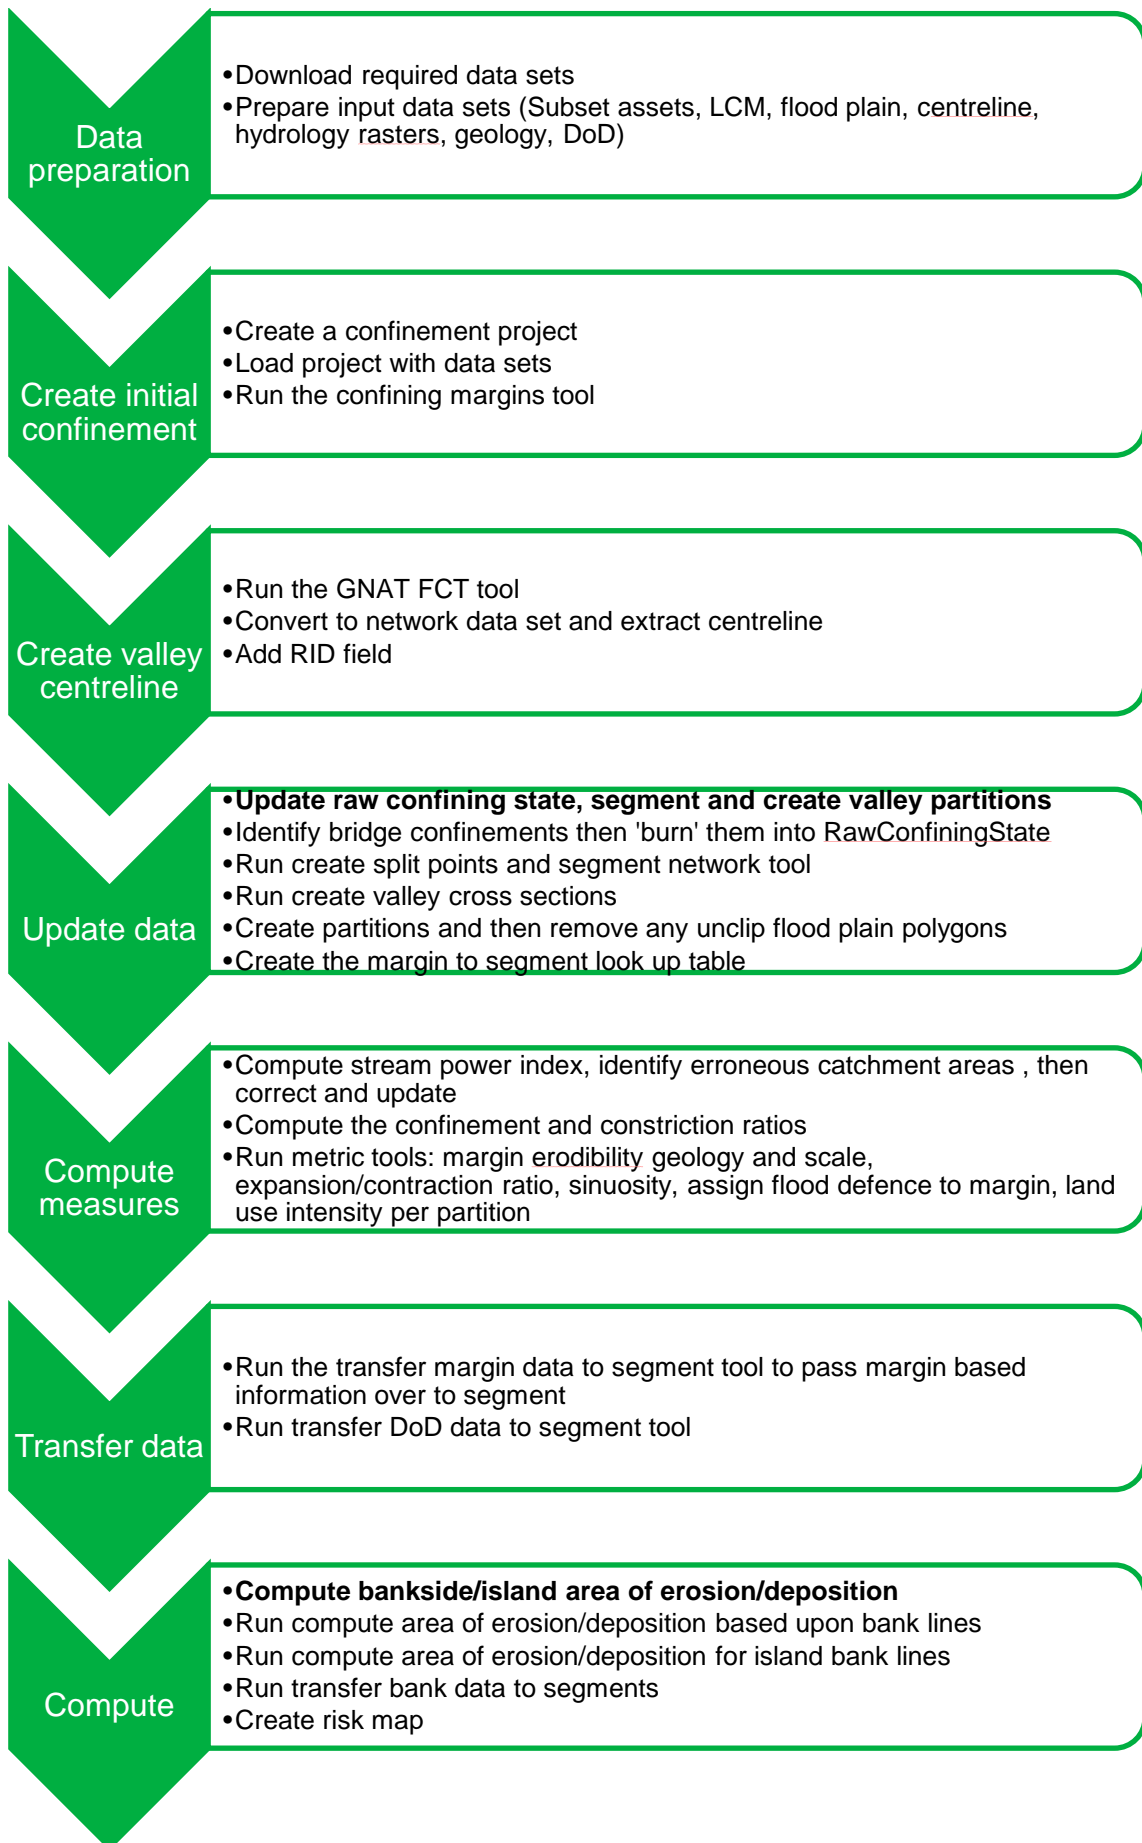 Data
preparation
•Download required data sets
•Prepare input data sets (Subset assets, LCM, flood plain, centreline,
hydrology rasters, geology, DoD)
Create initial
confinement
•Create a confinement project
•Load project with data sets
•Run the confining margins tool
Create valley
centreline
•Run the GNAT FCT tool
•Convert to network data set and extract centreline
•Add RID field
Update data
•Update raw confining state, segment and create valley partitions
•Identify bridge confinements then 'burn' them into RawConfiningState
•Run create split points and segment network tool
•Run create valley cross sections
•Create partitions and then remove any unclip flood plain polygons
•Create the margin to segment look up table
Compute
measures
•Compute stream power index, identify erroneous catchment areas , then
correct and update
•Compute the confinement and constriction ratios
•Run metric tools: margin erodibility geology and scale,
expansion/contraction ratio, sinuosity, assign flood defence to margin, land
use intensity per partition
Transfer data
•Run the transfer margin data to segment tool to pass margin based
information over to segment
•Run transfer DoD data to segment tool
Compute
•Compute bankside/island area of erosion/deposition
•Run compute area of erosion/deposition based upon bank lines
•Run compute area of erosion/deposition for island bank lines
•Run transfer bank data to segments
•Create risk map